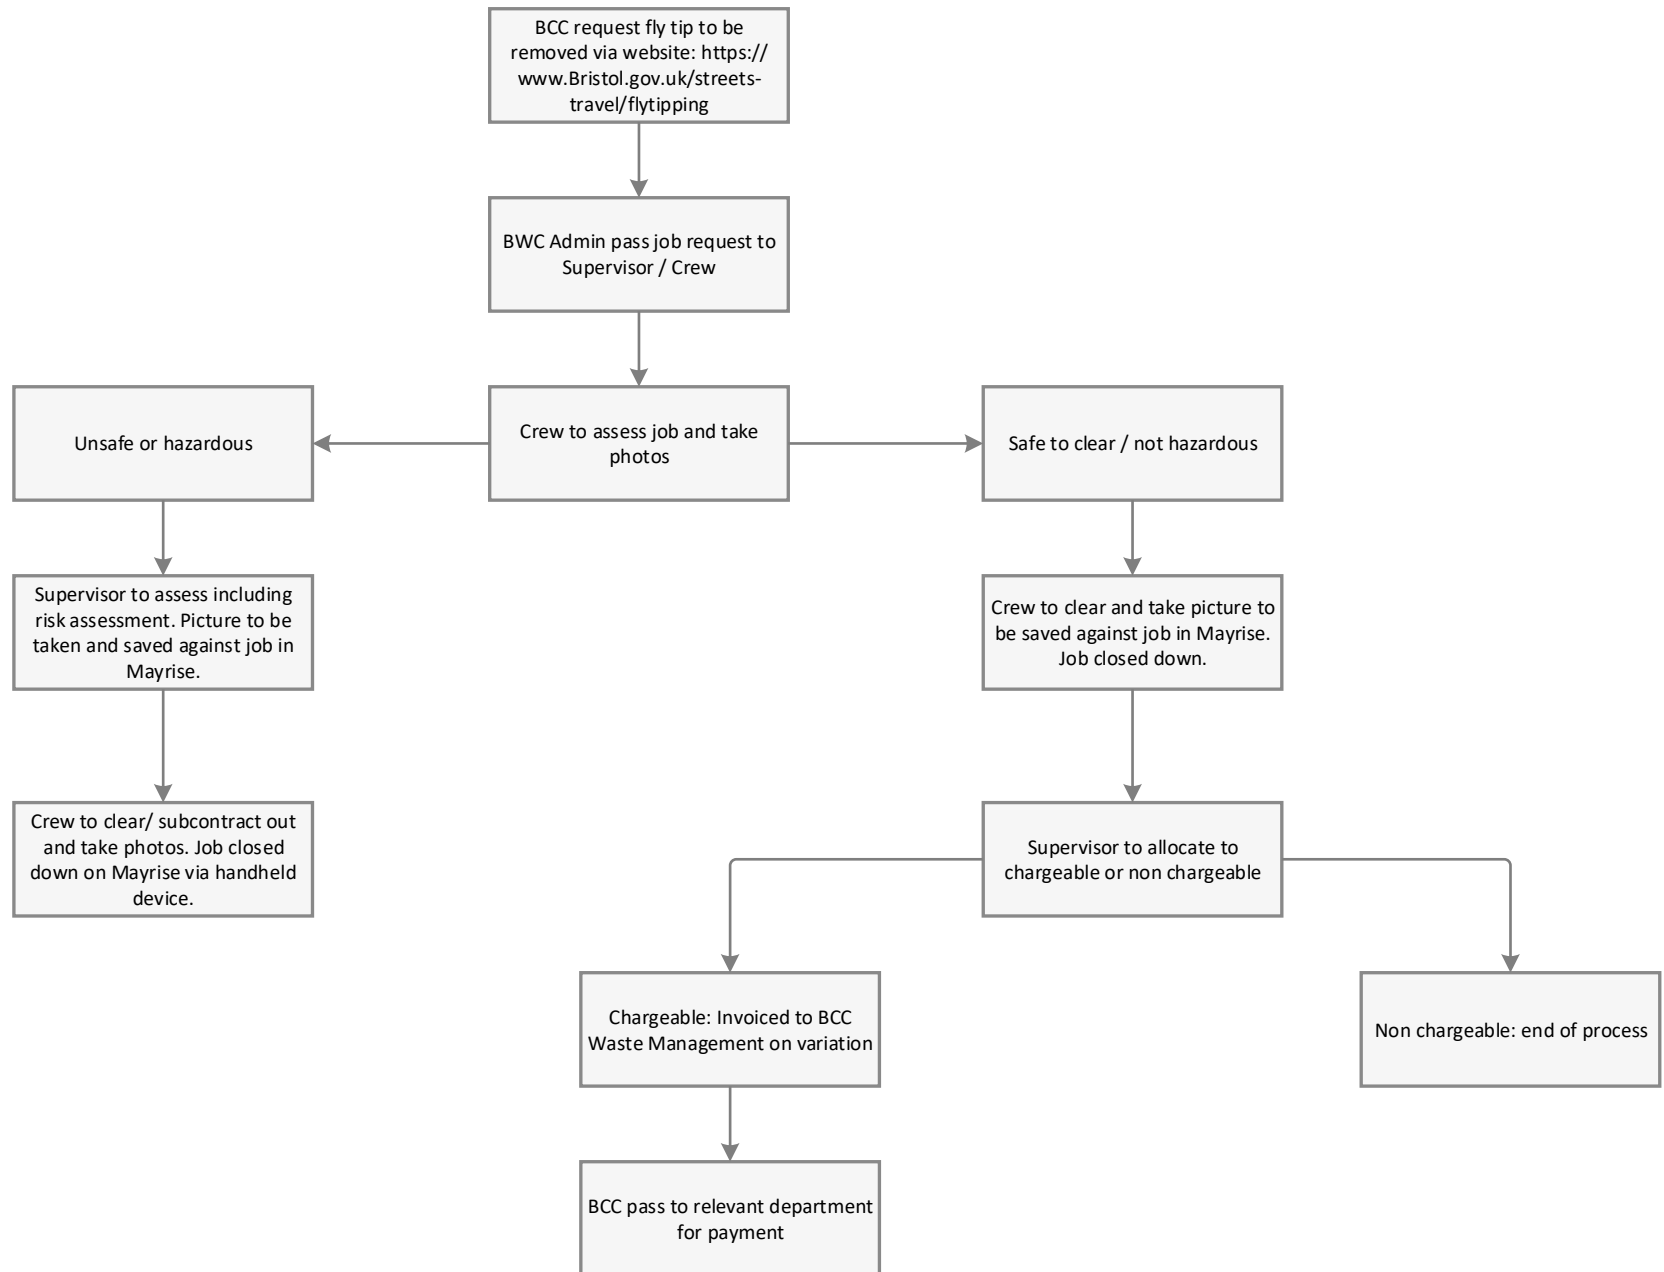 BCC request fly tip to be
removed via website: https://
www.Bristol.gov.uk/streets-
travel/flytipping
BWC Admin pass job request to
Supervisor / Crew
Unsafe or hazardous
Crew to assess job and take
photos
Safe to clear / not hazardous
Supervisor to assess including
risk assessment. Picture to be
taken and saved against job in
Mayrise.
Crew to clear and take picture to
be saved against job in Mayrise.
Job closed down.
Crew to clear/ subcontract out
and take photos. Job closed
down on Mayrise via handheld
device.
Supervisor to allocate to
chargeable or non chargeable
Chargeable: Invoiced to BCC
Waste Management on variation
Non chargeable: end of process
BCC pass to relevant department
for payment